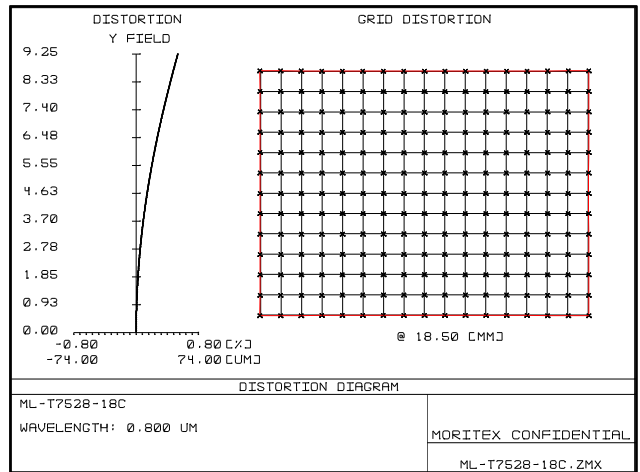 DISTORTION
Y FIELD
9.25
8.33
7.40
6.48
5.55
4.63
3.70
2.78
1.85
0.93
0.00
-0.80 0.80[%]
-74.00 74.00[UM]
GRID DISTORTION
@ 18.50 [MM]
DISTORTION DIAGRAM
ML-T7528-18C
WAVELENGTH: 0.800 UM
MORITEX CONFIDENTIAL
ML-T7528-18C.ZMX